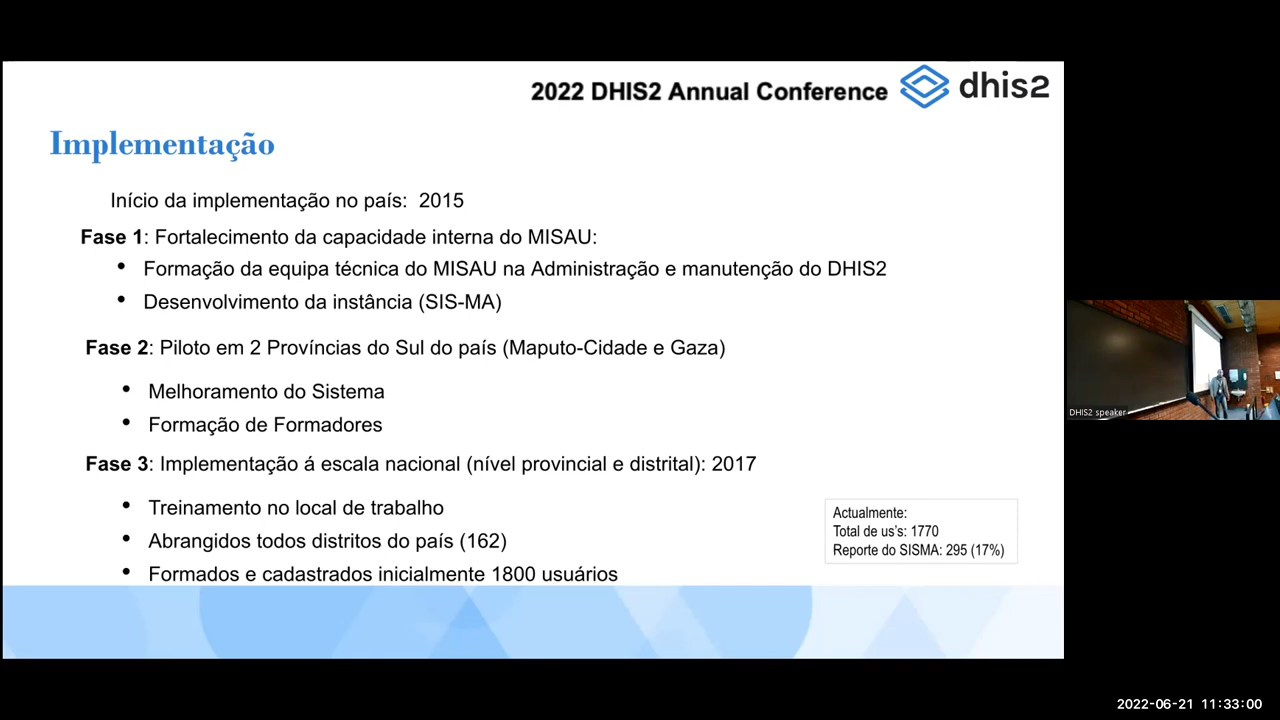 2022 DHIS2 Annual Conference dhis2
Implementação
Início da implementação no país: 2015
Fase 1: Fortalecimento da capacidade interna do MISAU:
• Formação da equipa técnica do MISAU na Administração e manutenção do DHIS2
• Desenvolvimento da instância (SIS-MA)
Fase 2: Piloto em 2 Províncias do Sul do país (Maputo-Cidade e Gaza)
• Melhoramento do Sistema
• Formação de Formadores
Fase 3: Implementação á escala nacional (nível provincial e distrital): 2017
• Treinamento no local de trabalho
• Abrangidos todos distritos do país (162)
• Formados e cadastrados inicialmente 1800 usuários
Actualmente:
Total de us's: 1770
Reporte do SISMA: 295 (17%)
DHIS2 speaker
2022-06-21 11:33:00